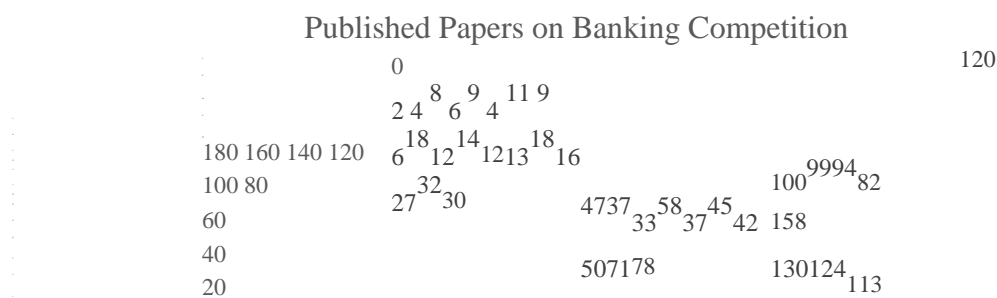 Published Papers on Banking Competition
0 120
2 4 8 6 9 4 11 9
180 160 140 120 6 18 12 14 12 13 18 16
100 80 27 32 30 100 99 94 82
60 47 37 33 58 37 45 42 158
40 50 71 78 130 124 113
20